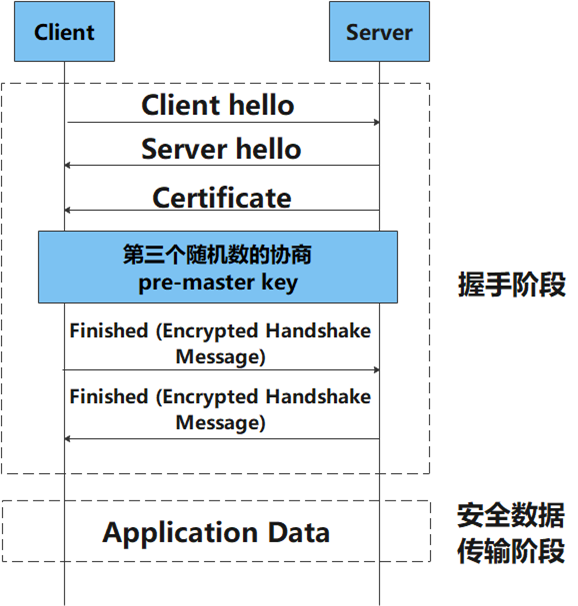 Client
Server
Client hello
Server hello
Certificate
第三个随机数的协商
pre-master key
握手阶段
Finished (Encrypted Handshake
Message)
Finished (Encrypted Handshake
Message)
Application Data
安全数据
传输阶段